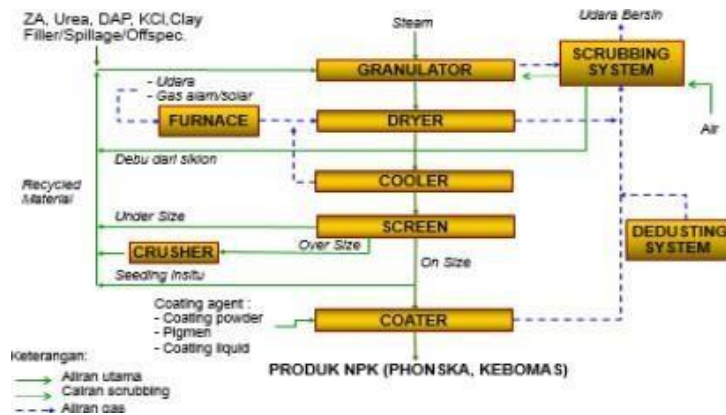 ZA, Urea, DAP, KCl,Clay
Filler/Spillage/Offspec.
Steam
Udara Bersih
GRANULATOR
SCRUBBING
SYSTEM
- Udara
- Gas alam/solar
FURNACE
DRYER
Air
Debu dari siklon
COOLER
Recycled
Material
Under Size
SCREEN
DEDUSTING
SYSTEM
CRUSHER
Over Size
On Size
Seeding Insitu
Coating agent :
- Coating powder
- Pigmen
- Coating liquid
COATER
Keterangan:
PRODUK NPK (PHONSKA, KEBOMAS)
Aliran utama
Cairan scrubbing
Aliran gas